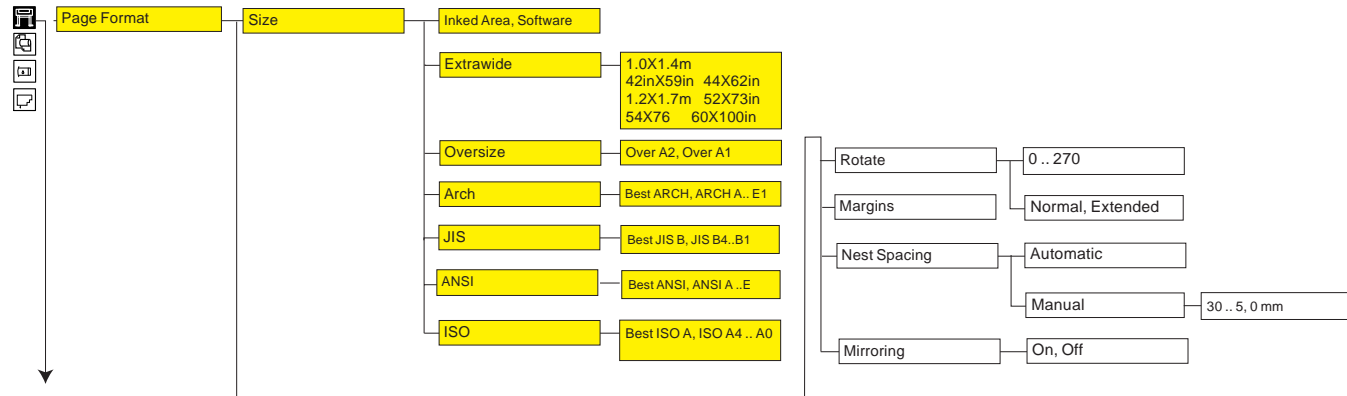 Page Format
Size
Inked Area, Software
Extrawide
1.0X1.4m
42inX59in 44X62in
1.2X1.7m 52X73in
54X76 60X100in
Oversize
Over A2, Over A1
Arch
Best ARCH, ARCH A.. E1
JIS
Best JIS B, JIS B4..B1
ANSI
Best ANSI, ANSI A ..E
ISO
Best ISO A, ISO A4 .. A0
Rotate
0 .. 270
Margins
Normal, Extended
Nest Spacing
Automatic
Manual
30 .. 5, 0 mm
Mirroring
On, Off